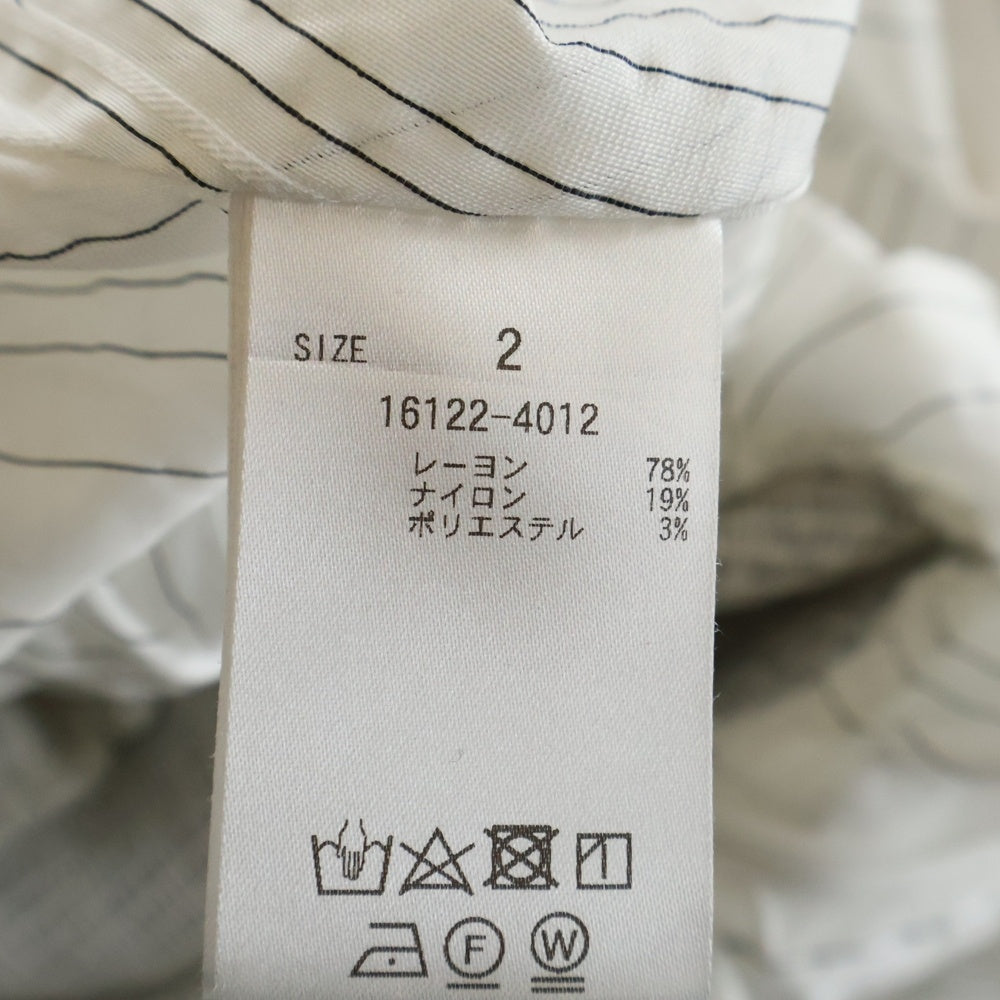 SIZE 2
16122-4012
レーヨン 78%
ナイロン 19%
ポリエステル 3%
F W